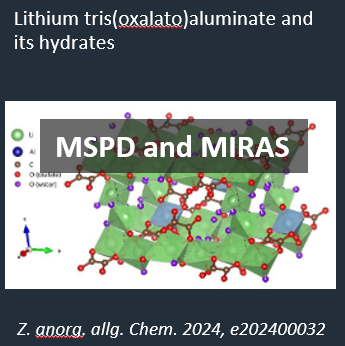 Lithium tris(oxalato)aluminate and
its hydrates
MSPD and MIRAS
Z. anorg. allg. Chem. 2024, e202400032